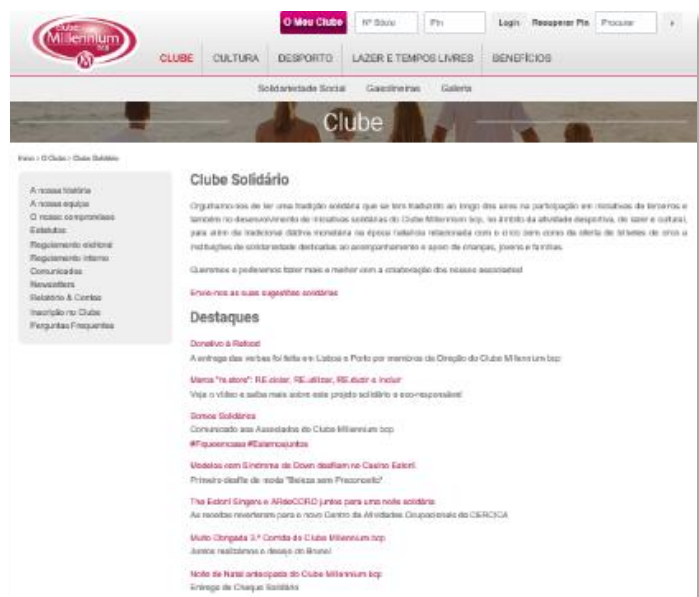 Clube
Millennium
bcp
O Meu Clube
Nº Sócio
Pin
Login
Recuperar Pin
Procurar
CLUBE
CULTURA
DESPORTO
LAZER E TEMPOS LIVRES
BENEFÍCIOS
Solidariedade Social
Gasolineiras
Galeria
Clube
Início > O Clube > Clube Solidário
A nossa história
A nossa equipa
O nosso compromisso
Estatutos
Regulamento eleitoral
Regulamento interno
Comunicados
Newsletters
Relatório & Contas
Inscrição no Clube
Perguntas Frequentes
Clube Solidário
Orgulhamo-nos de ter uma tradição solidária que se tem traduzido ao longo dos anos na participação em iniciativas de terceiros e
também no desenvolvimento de iniciativas solidárias do Clube Millennium bcp, no âmbito da atividade desportiva, de lazer e cultural,
para além da tradicional dádiva monetária na época natalícia relacionada com o circo bem como da oferta de bilhetes de circo a
instituições de solidariedade dedicadas ao acompanhamento e apoio de crianças, jovens e famílias.
Queremos e poderemos fazer mais e melhor com a colaboração dos nossos associados!
Envie-nos as suas sugestões solidárias
Destaques
Donativo à Refood
A entrega das verbas foi feita em Lisboa e Porto por membros da Direção do Clube Millennium bcp
Marca "re.store": RE.ciclar, RE.utilizar, RE.duzir e Incluir
Veja o vídeo e saiba mais sobre este projeto solidário e eco-responsável
Somos Solidários
Comunicado aos Associados do Clube Millennium bcp
#Fiqueemcasa #Estamosjuntos
Modelos com Síndrome de Down desfilam no Casino Estoril
Primeiro desfile de moda "Beleza sem Preconceito"
The Estoril Singers e ARdeCORO juntos para uma noite solidária
As receitas reverteram para o novo Centro de Atividades Ocupacionais da CERCICA
Muito Obrigada 3.ª Corrida do Clube Millennium bcp
Juntos realizámos o desejo do Bruno!
Noite de Natal antecipada do Clube Millennium bcp
Entrega de Cheque Solidário